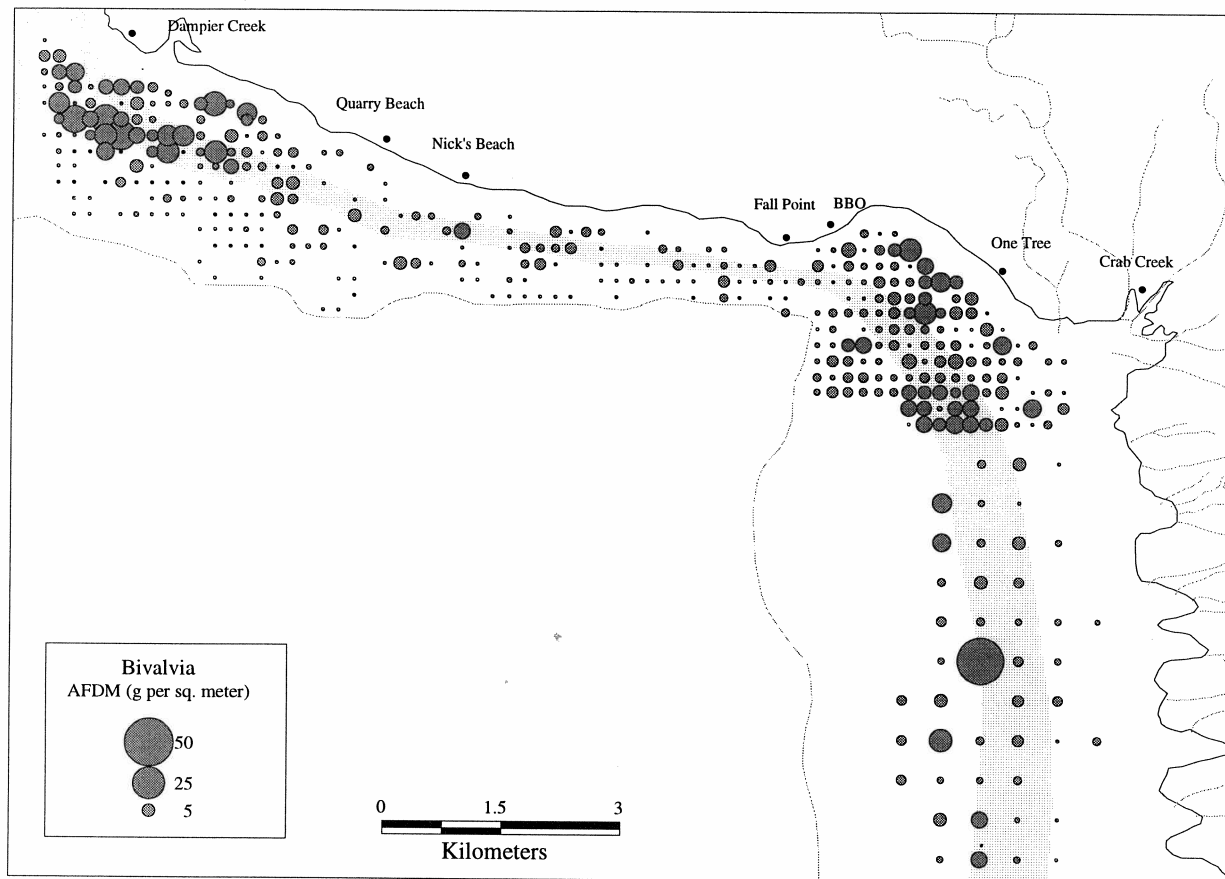 Dampier Creek
Quarry Beach
Nick's Beach
Fall Point
BBO
One Tree
Crab Creek
Bivalvia
AFDM (g per sq. meter)
50
25
5
0 1.5 3
Kilometers